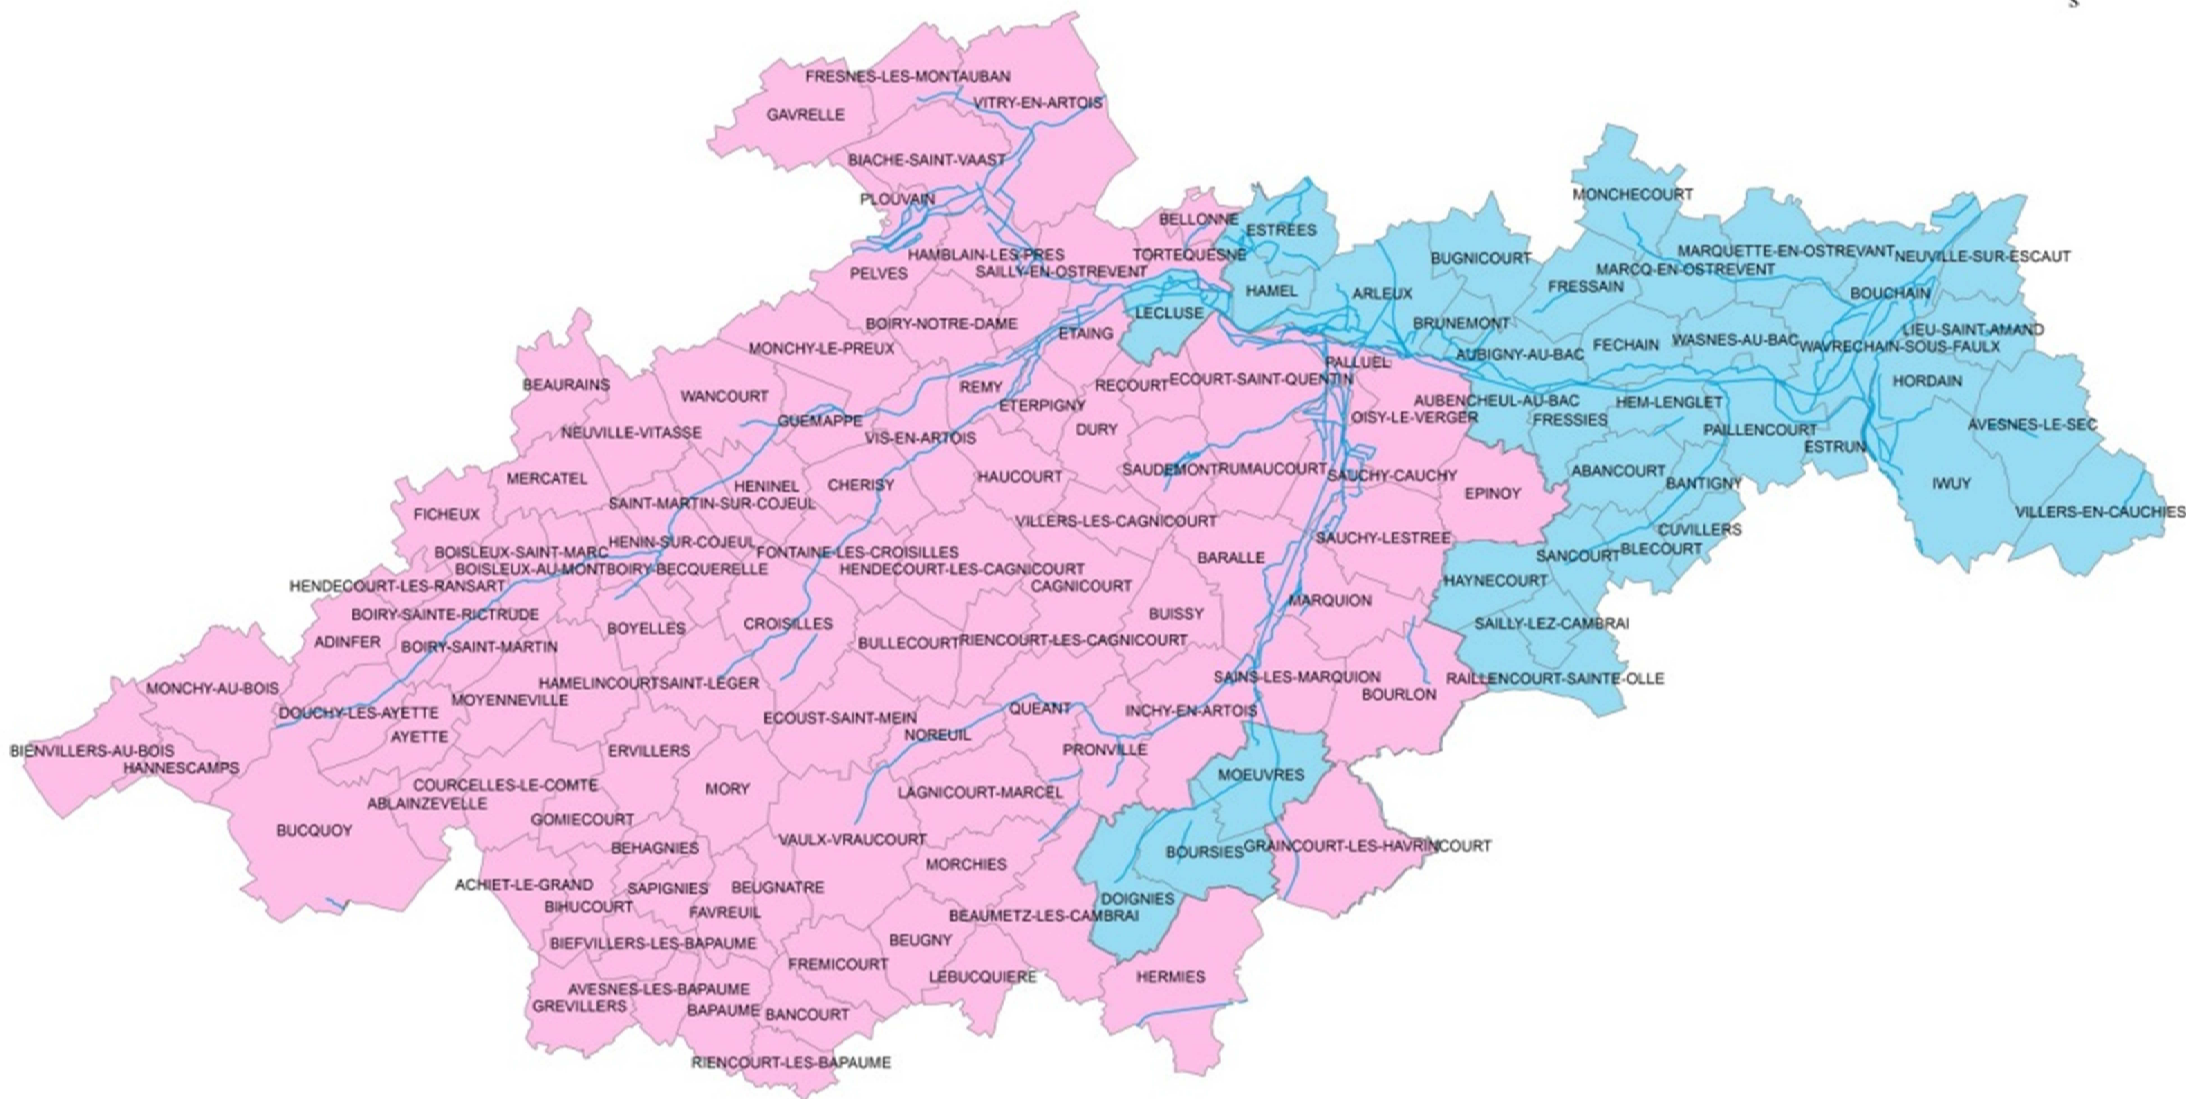 s
FRESNES-LES-MONTAUBAN
VITRY-EN-ARTOIS
GAVRELLE
BIACHE-SAINT-VAAST
MONCHECOURT
PLOUVAIN
BELLONNE
ESTREES
HAMBLAIN-LES-PRES
TORTEQUESNE
BUGNICOURT
MARQUETTE-EN-OSTREVANT
NEUVILLE-SUR-ESCAUT
PELVES
SAILLY-EN-OSTREVENT
MARCQ-EN-OSTREVENT
HAMEL
ARLEUX
FRESSAIN
BOUCHAIN
LECLUSE
BOIRY-NOTRE-DAME
ETAING
BRUNEMONT
LIEU-SAINT-AMAND
MONCHY-LE-PREUX
FECHAIN
WASNES-AU-BAC
WAVRECHAIN-SOUS-FAULX
AUBIGNY-AU-BAC
PALLUEL
BEAURAINS
REMY
RECOURT
ECOURT-SAINT-QUENTIN
HORDAIN
WANCOURT
ETERPIGNY
AUBENCHEUL-AU-BAC
HEM-LENGLET
GUEMAPPE
OISY-LE-VERGER
FRESSIES
AVESNES-LE-SEC
NEUVILLE-VITASSE
VIS-EN-ARTOIS
DURY
PAILLENCOURT
ESTRUN
MERCATEL
HENINEL
CHERISY
HAUCOURT
SAUDEMONT
RUMAUCOURT
SAUCHY-CAUCHY
ABANCOURT
BANTIGNY
IWUY
EPINOY
SAINT-MARTIN-SUR-COJEUL
FICHEUX
VILLERS-LES-CAGNICOURT
VILLERS-EN-CAUCHIES
CUVILLERS
HENIN-SUR-COJEUL
SAUCHY-LESTREE
BOISLEUX-SAINT-MARC
FONTAINE-LES-CROISILLES
BARALLE
SANCOURT
BLECOURT
BOISLEUX-AU-MONT
BOIRY-BECQUERELLE
HENDECOURT-LES-CAGNICOURT
HENDECOURT-LES-RANSART
CAGNICOURT
HAYNECOURT
BOIRY-SAINTE-RICTRUDE
BUISSY
MARQUION
ADINFER
BOYELLES
CROISILLES
SAILLY-LEZ-CAMBRAI
BOIRY-SAINT-MARTIN
BULLECOURT
RIENCOURT-LES-CAGNICOURT
MONCHY-AU-BOIS
HAMELINCOURT
SAINT-LEGER
SAINS-LES-MARQUION
RAILLENCOURT-SAINTE-OLLE
MOYENNEVILLE
BOURLON
DOUCHY-LES-AYETTE
ECOUST-SAINT-MEIN
QUEANT
INCHY-EN-ARTOIS
AYETTE
NOREUIL
BIENVILLERS-AU-BOIS
ERVILLERS
PRONVILLE
HANNESCAMPS
MOEUVRES
COURCELLES-LE-COMTE
MORY
LAGNICOURT-MARCEL
ABLAINZEVELLE
BUCQUOY
GOMIECOURT
BEHAGNIES
VAULX-VRAUCOURT
BOURSIES
GRAINCOURT-LES-HAVRINCOURT
MORCHIES
ACHIET-LE-GRAND
SAPIGNIES
BEUGNATRE
BIHUCOURT
FAVREUIL
DOIGNIES
BEAUMETZ-LES-CAMBRAI
BIEFVILLERS-LES-BAPAUME
BEUGNY
FREMICOURT
LEBUCQUIERE
HERMIES
AVESNES-LES-BAPAUME
GREVILLERS
BAPAUME
BANCOURT
RIENCOURT-LES-BAPAUME